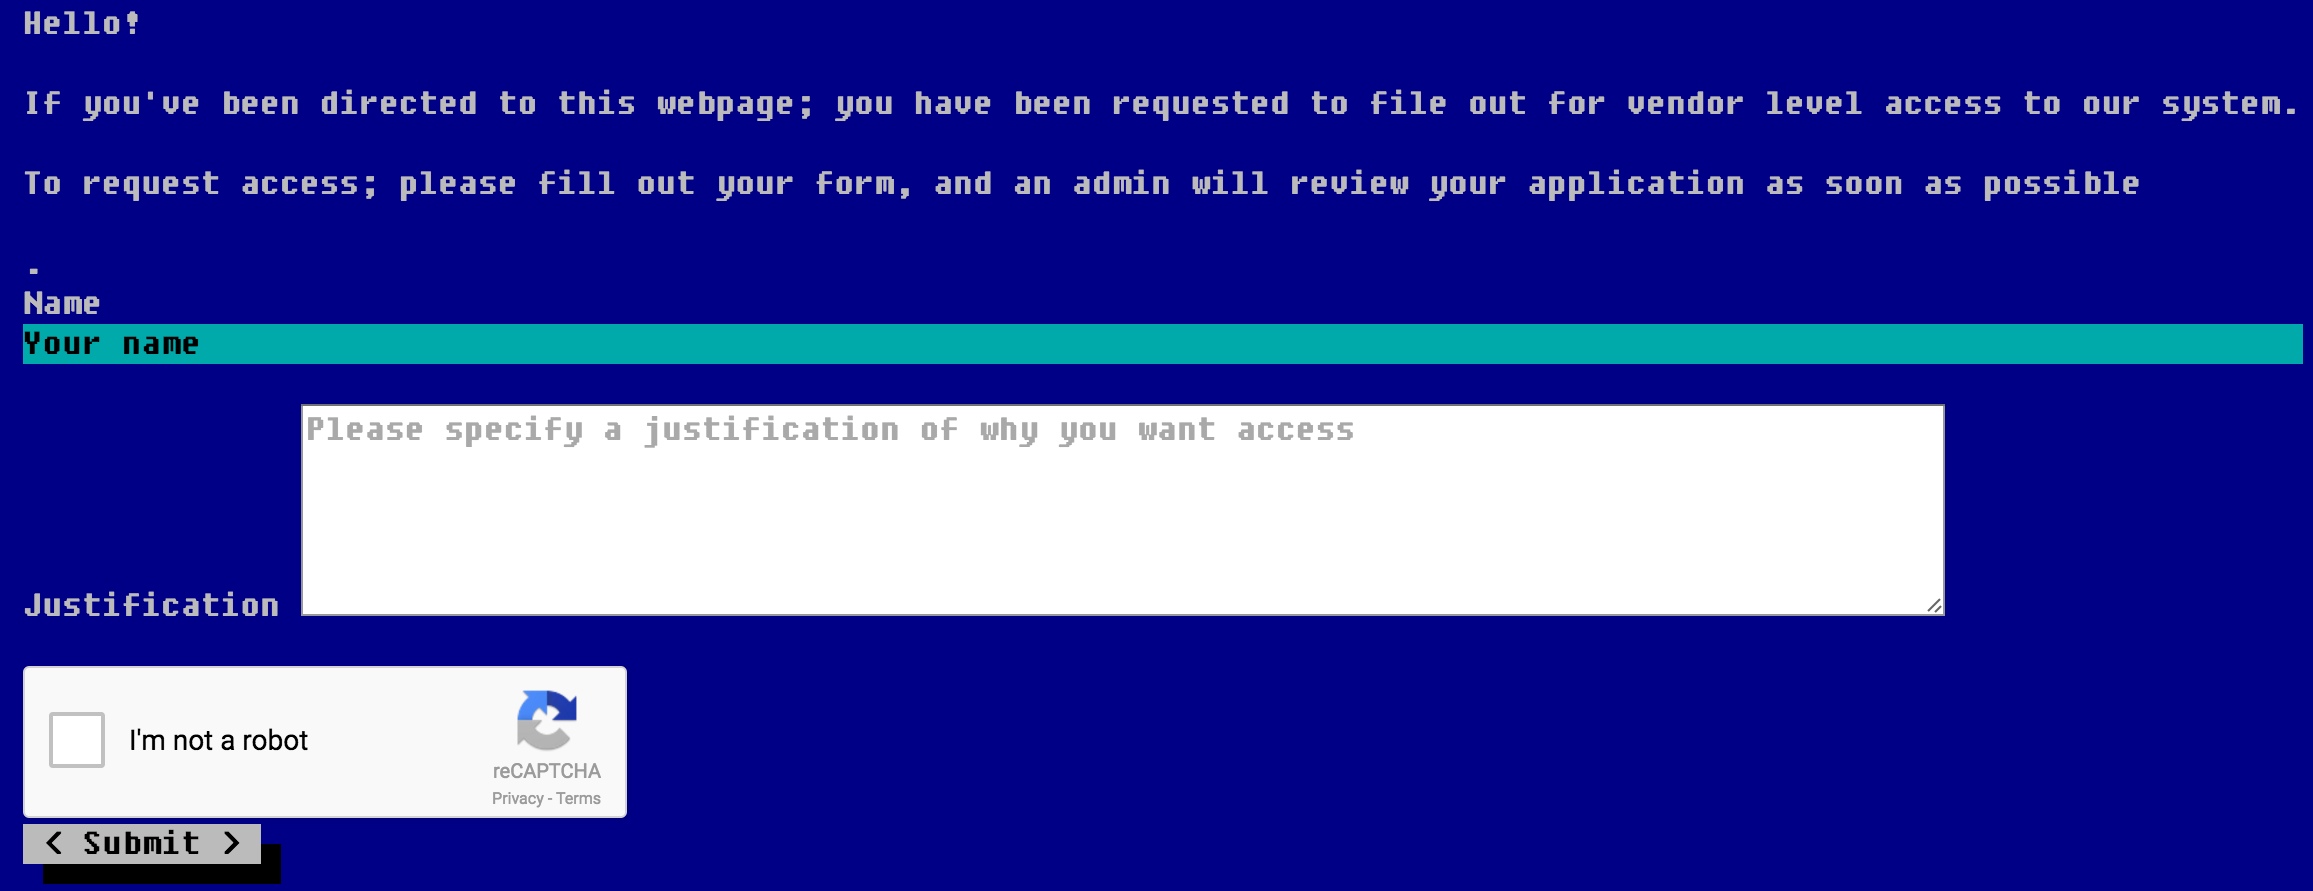 Hello!
If you've been directed to this webpage; you have been requested to file out for vendor level access to our system.
To request access; please fill out your form, and an admin will review your application as soon as possible
.
Name
Your name
Please specify a justification of why you want access
Justification
I'm not a robot
reCAPTCHA
Privacy - Terms
< Submit >